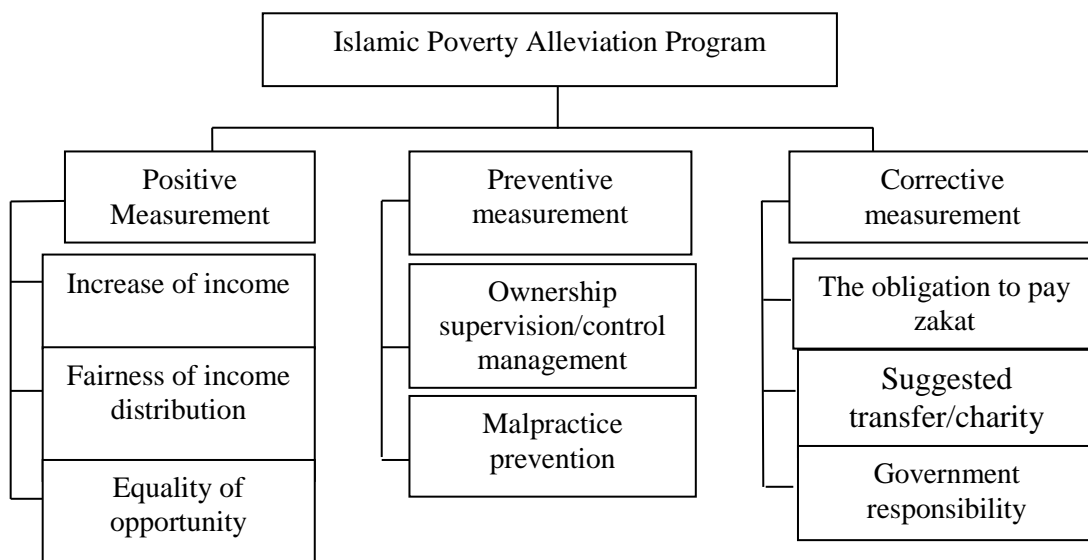 Islamic Poverty Alleviation Program
Positive
Measurement
Increase of income
Fairness of income
distribution
Equality of
opportunity
Preventive
measurement
Ownership
supervision/control
management
Malpractice
prevention
Corrective
measurement
The obligation to pay
zakat
Suggested
transfer/charity
Government
responsibility